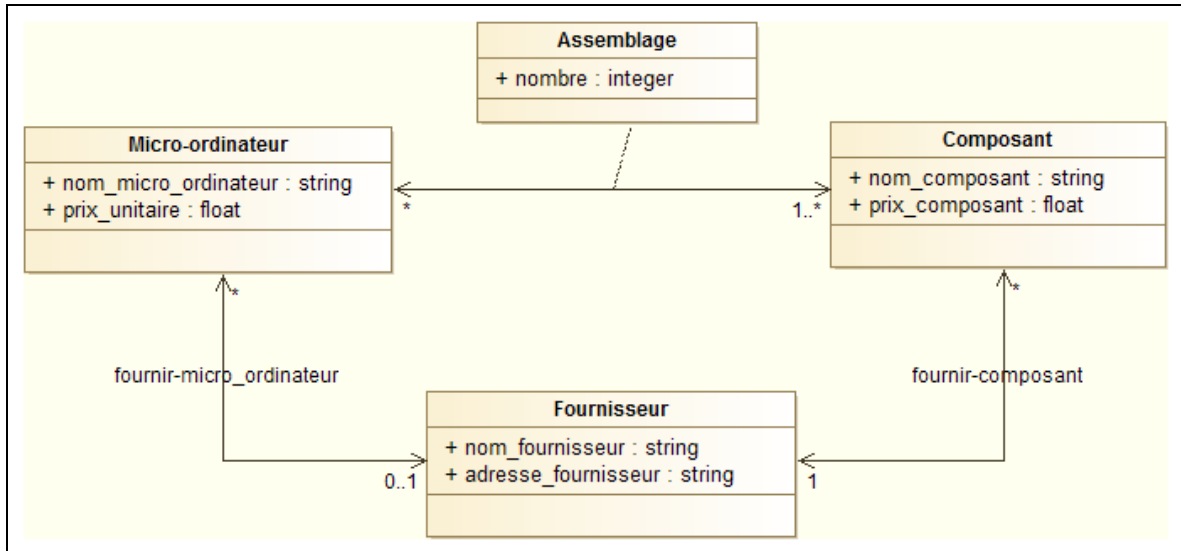 Assemblage
+ nombre : integer
Micro-ordinateur
+ nom_micro_ordinateur : string
+ prix_unitaire : float
Composant
+ nom_composant : string
+ prix_composant : float
*
1..*
*
*
fournir-micro_ordinateur
fournir-composant
Fournisseur
+ nom_fournisseur : string
+ adresse_fournisseur : string
0..1
1